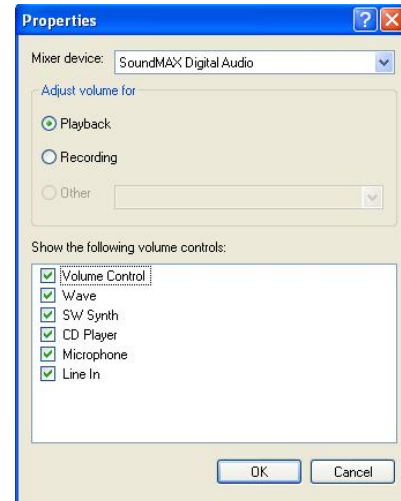 Properties
Mixer device: SoundMAX Digital Audio
Adjust volume for
Playback
Recording
Other
Show the following volume controls:
Volume Control
Wave
SW Synth
CD Player
Microphone
Line In
OK Cancel